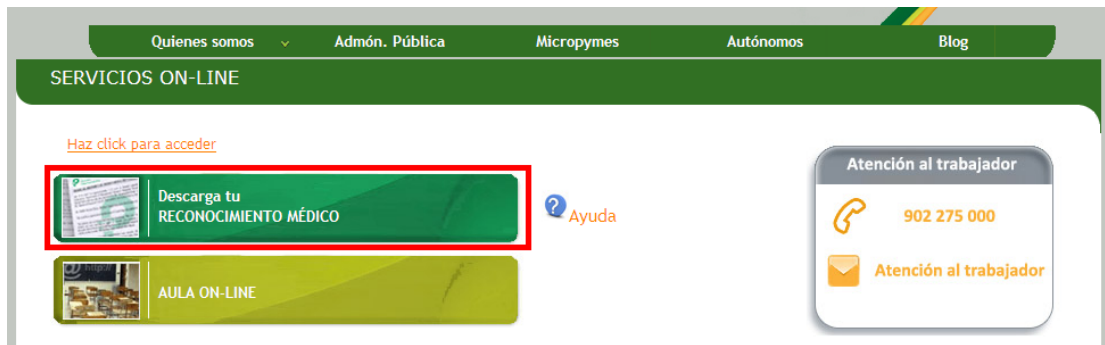 Quienes somos
Admón. Pública
Micropymes
Autónomos
Blog
SERVICIOS ON-LINE
Haz click para acceder
Descarga tu
RECONOCIMIENTO MÉDICO
Ayuda
AULA ON-LINE
Atención al trabajador
902 275 000
Atención al trabajador